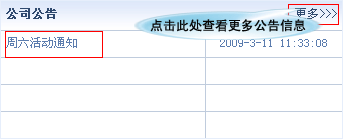 公司公告 更多>>>
点击此处查看更多公告信息
周六活动通知 2009-3-11 11:33:08